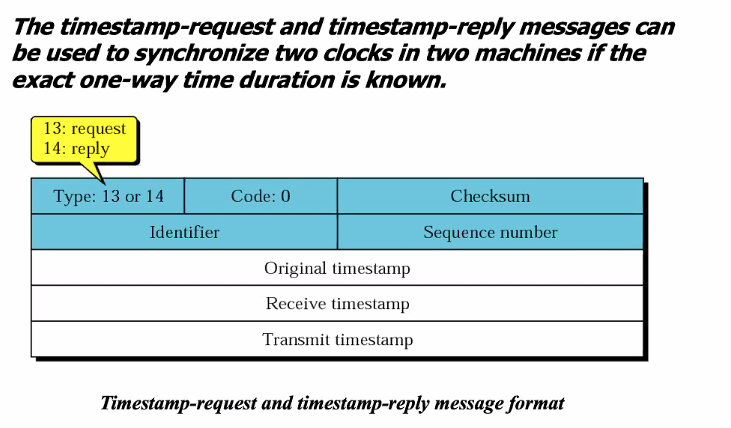 The timestamp-request and timestamp-reply messages can
be used to synchronize two clocks in two machines if the
exact one-way time duration is known.
13: request
14: reply
Type: 13 or 14 Code: 0 Checksum
Identifier Sequence number
Original timestamp
Receive timestamp
Transmit timestamp
Timestamp-request and timestamp-reply message format